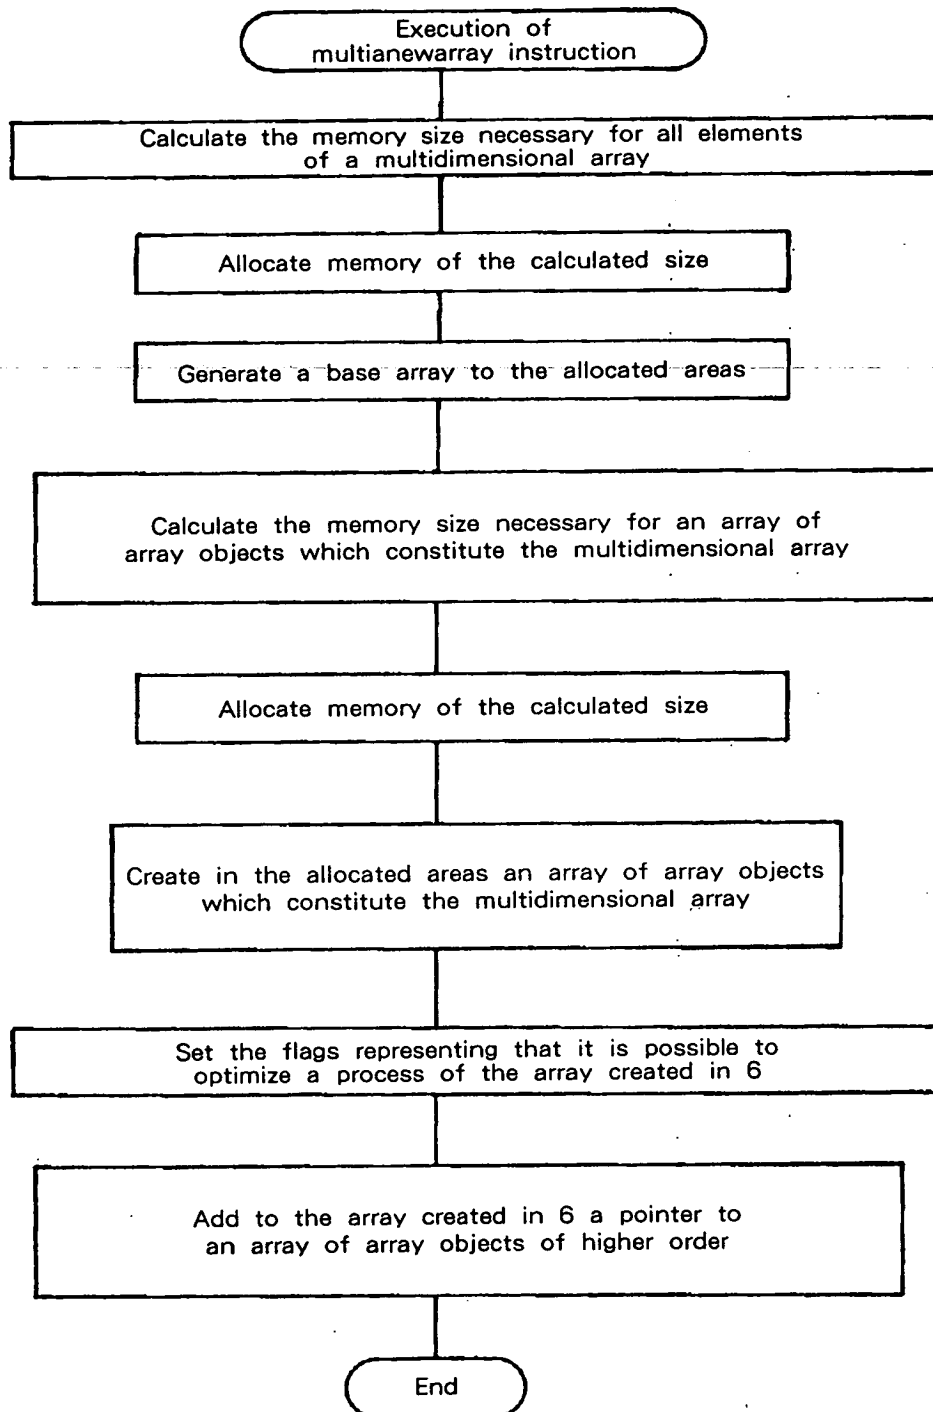 Execution of
multianewarray instruction
Calculate the memory size necessary for all elements
of a multidimensional array
Allocate memory of the calculated size
Generate a base array to the allocated areas
Calculate the memory size necessary for an array of
array objects which constitute the multidimensional array
Allocate memory of the calculated size
Create in the allocated areas an array of array objects
which constitute the multidimensional array
Set the flags representing that it is possible to
optimize a process of the array created in 6
Add to the array created in 6 a pointer to
an array of array objects of higher order
End